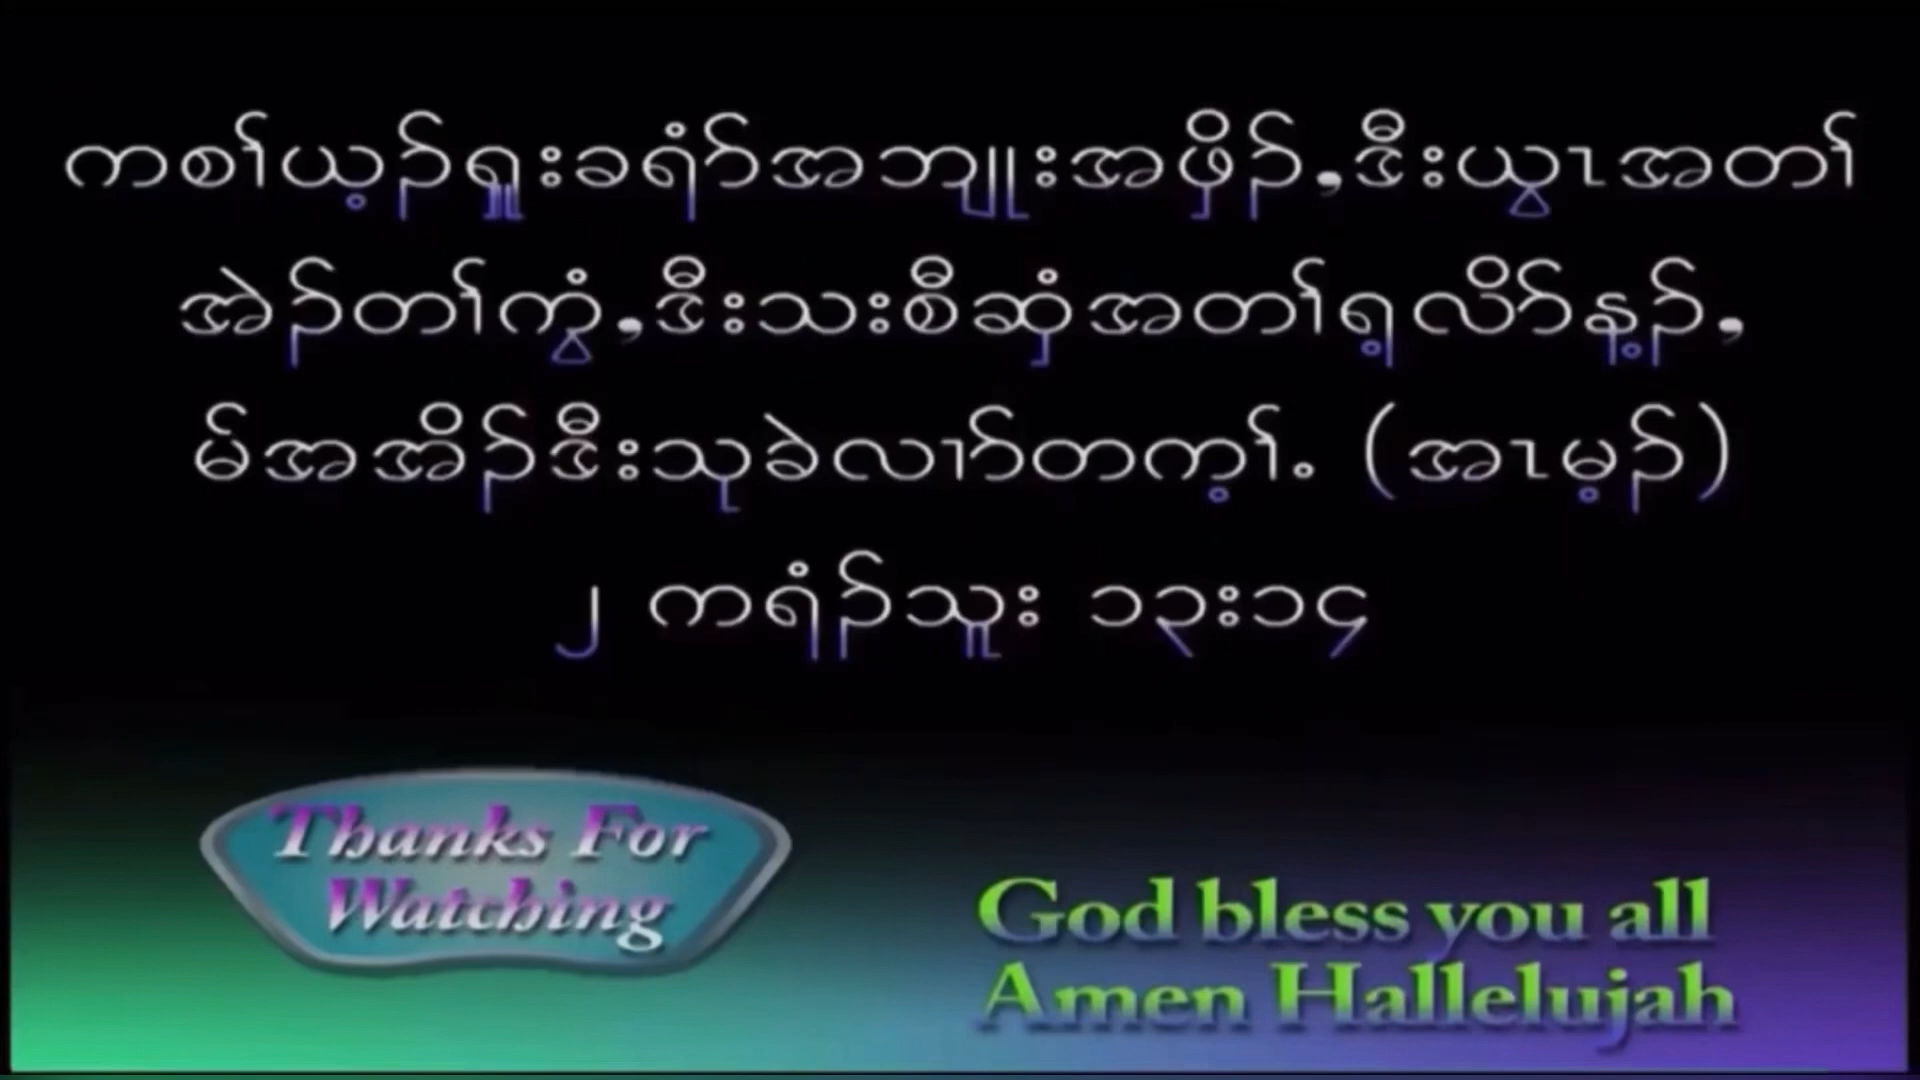 ကစၢ်ယ့ၣ်ရှူးခရံာ်အဘျုးအဖှိၣ်,ဒီးယွၤအတၢ်
အဲၣ်တၢ်ကွံ,ဒီးသးစီဆှံအတၢ်ရ့လိာ်န့ၣ်,
မ်အအိၣ်ဒီးသုခဲလၢာ်တက့ၢ်. (အၤမ့ၣ်)
၂ ကရံၣ်သူး ၁၃း၁၄
Thanks For
Watching
God bless you all
Amen Hallelujah